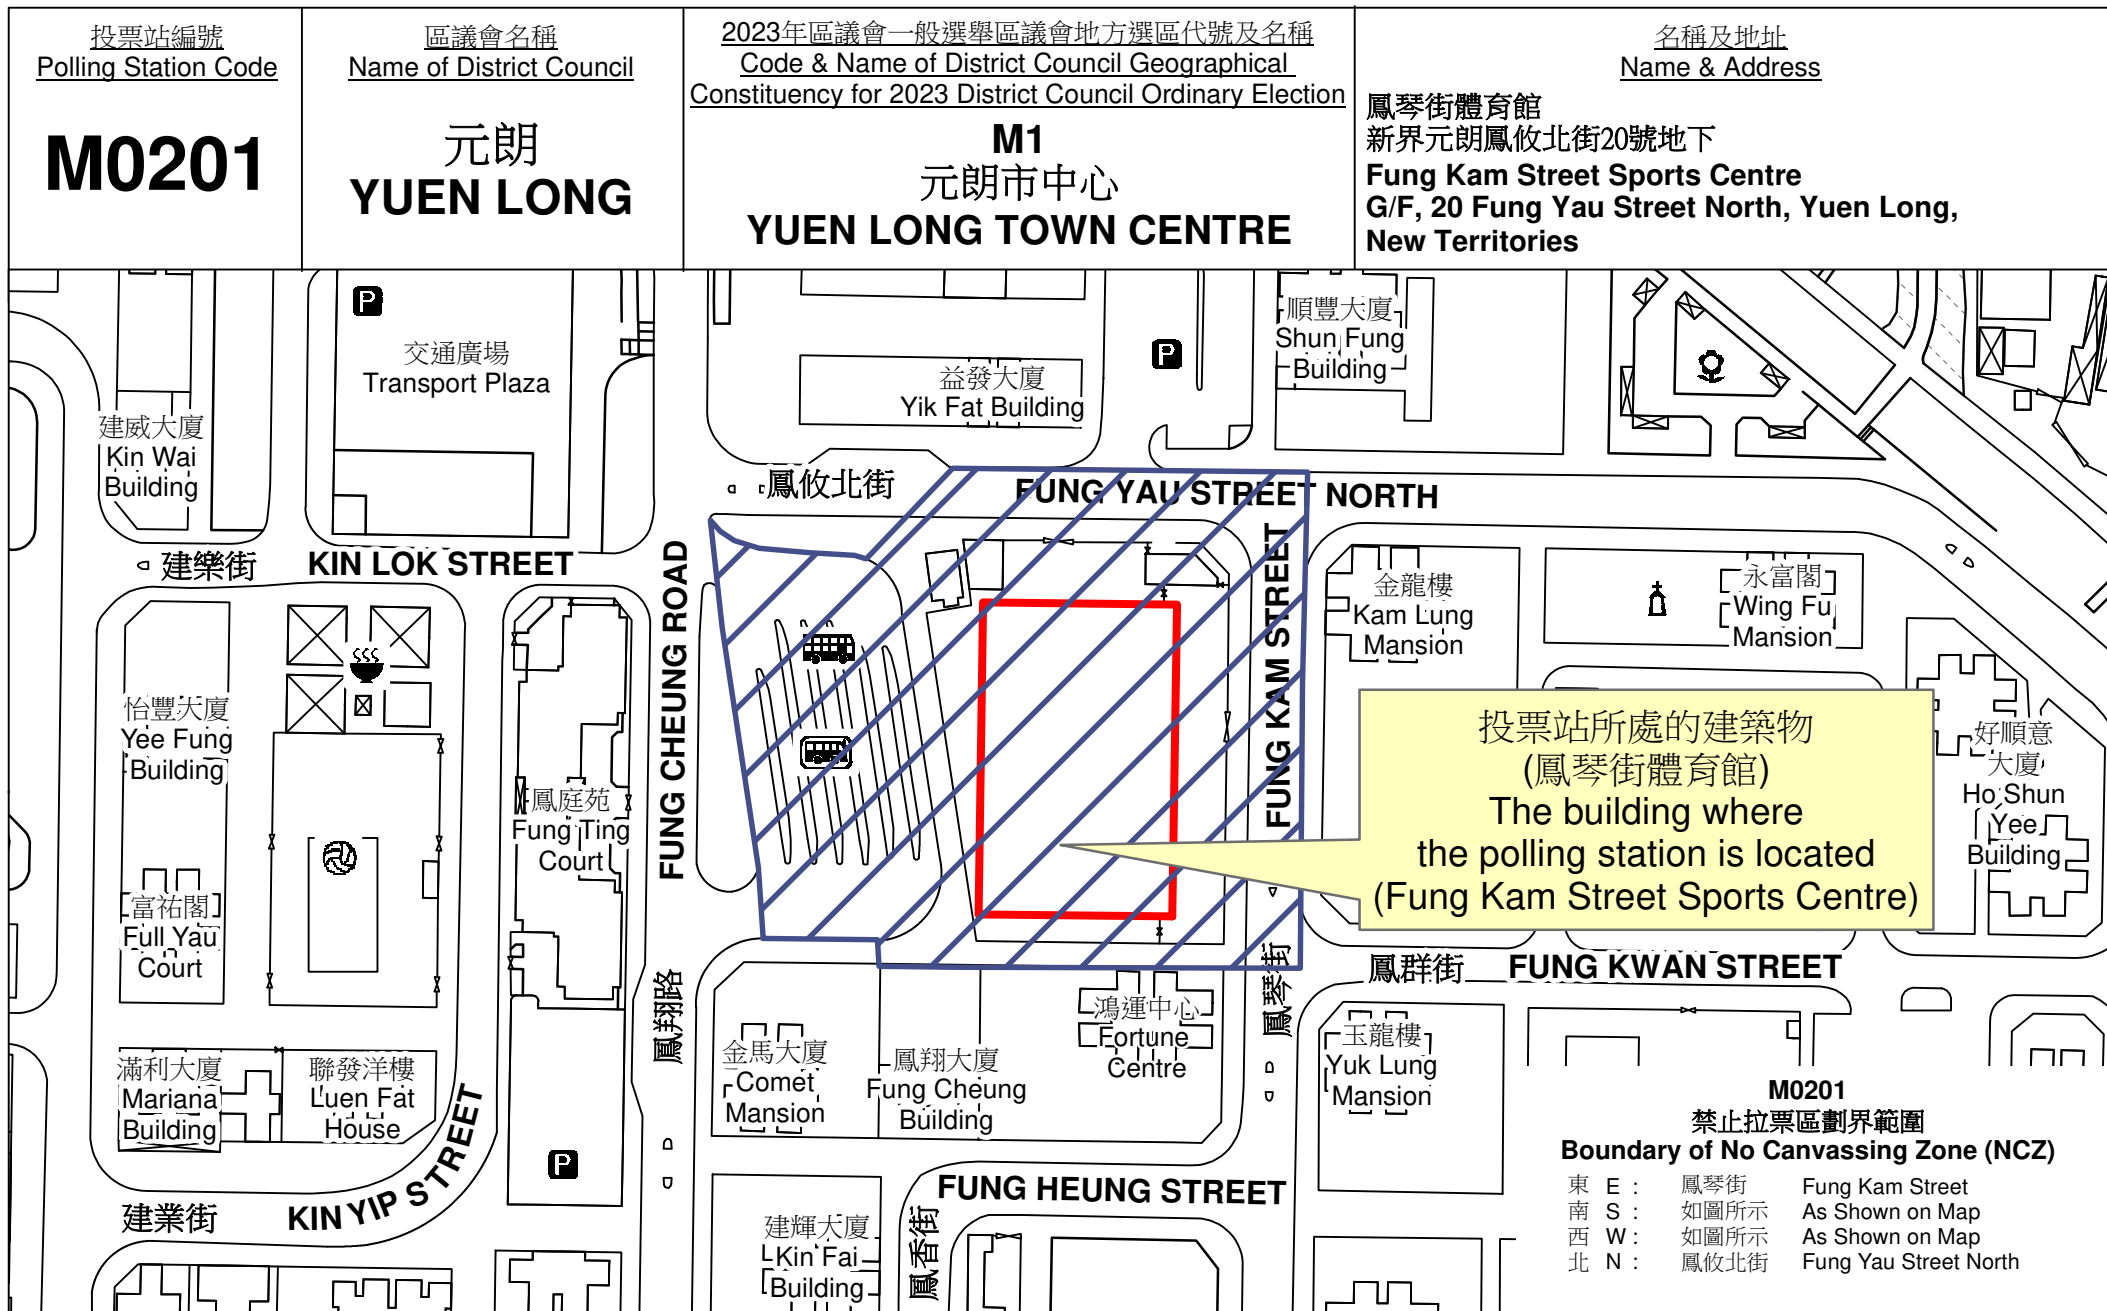 投票站編號
Polling Station Code
M0201
區議會名稱
Name of District Council
元朗
YUEN LONG
2023年區議會一般選舉區議會地方選區代號及名稱
Code & Name of District Council Geographical
Constituency for 2023 District Council Ordinary Election
M1
元朗市中心
YUEN LONG TOWN CENTRE
名稱及地址
Name & Address
鳳琴街體育館
新界元朗鳳攸北街20號地下
Fung Kam Street Sports Centre
G/F, 20 Fung Yau Street North, Yuen Long,
New Territories
P
交通廣場
Transport Plaza
建威大廈
Kin Wai
Building
益發大廈
Yik Fat Building
P
順豐大廈
Shun Fung
Building
鳳攸北街
FUNG YAU STREET NORTH
建樂街
KIN LOK STREET
FUNG CHEUNG ROAD
鳳翔路
FUNG KAM STREET
鳳琴街
金龍樓
Kam Lung
Mansion
永富閣
Wing Fu
Mansion
怡豐大廈
Yee Fung
Building
鳳庭苑
Fung Ting
Court
富祐閣
Full Yau
Court
投票站所處的建築物
(鳳琴街體育館)
The building where
the polling station is located
(Fung Kam Street Sports Centre)
好順意
大廈
Ho Shun
Yee
Building
鳳群街
FUNG KWAN STREET
滿利大廈
Mariana
Building
聯發洋樓
Luen Fat
House
金馬大廈
Comet
Mansion
鳳翔大廈
Fung Cheung
Building
鴻運中心
Fortune
Centre
玉龍樓
Yuk Lung
Mansion
P
建業街
KIN YIP STREET
FUNG HEUNG STREET
鳳香街
建輝大廈
Kin Fai
Building
M0201
禁止拉票區劃界範圍
Boundary of No Canvassing Zone (NCZ)
東 E : 鳳琴街 Fung Kam Street
南 S : 如圖所示 As Shown on Map
西 W : 如圖所示 As Shown on Map
北 N : 鳳攸北街 Fung Yau Street North